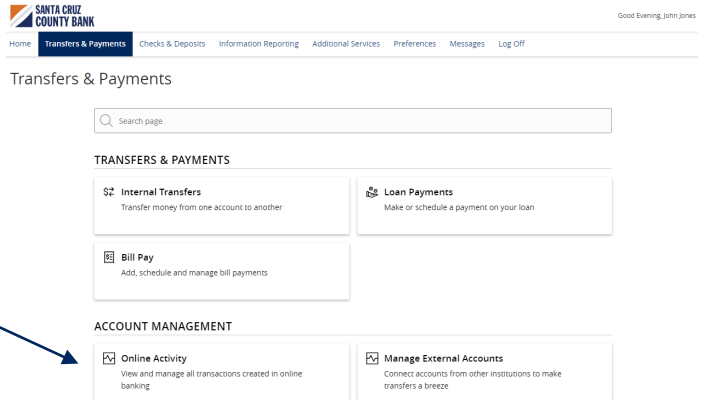 SANTA CRUZ
COUNTY BANK
Good Evening, John Jones
Home Transfers & Payments Checks & Deposits Information Reporting Additional Services Preferences Messages Log Off
Transfers & Payments
Search page
TRANSFERS & PAYMENTS
Internal Transfers
Transfer money from one account to another
Loan Payments
Make or schedule a payment on your loan
Bill Pay
Add, schedule and manage bill payments
ACCOUNT MANAGEMENT
Online Activity
View and manage all transactions created in online
banking
Manage External Accounts
Connect accounts from other institutions to make
transfers a breeze